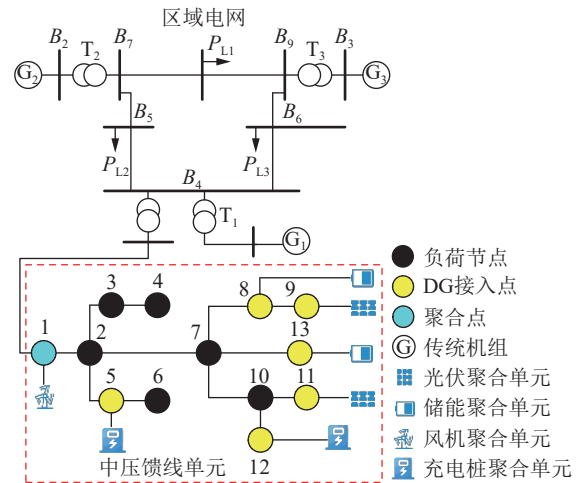 区域电网
B2 T2 B7 PL1 B9 T3 B3
G2 G3
B5 B6
PL2 PL3
B4
T1
G1
负荷节点
DG接入点
聚合点
G 传统机组
光伏聚合单元
储能聚合单元
风机聚合单元
充电桩聚合单元
3 4 8 9
1 2 7 13
5 6 10 11
12
中压馈线单元